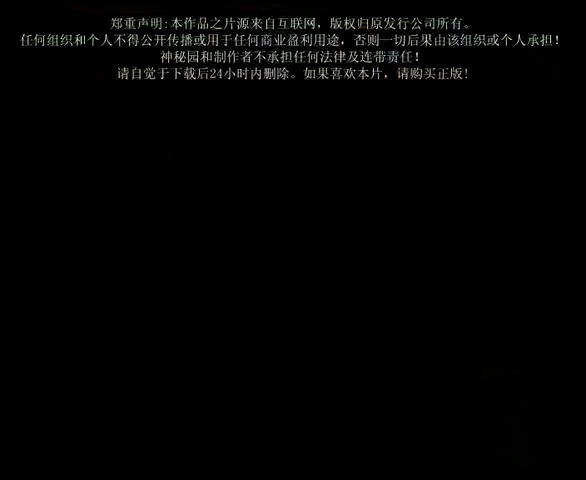 郑重声明:本作品之片源来自互联网，版权归原发行公司所有。
任何组织和个人不得公开传播或用于任何商业盈利用途，否则一切后果由该组织或个人承担！
神秘园和制作者不承担任何法律及连带责任！
请自觉于下载后24小时内删除。如果喜欢本片，请购买正版!